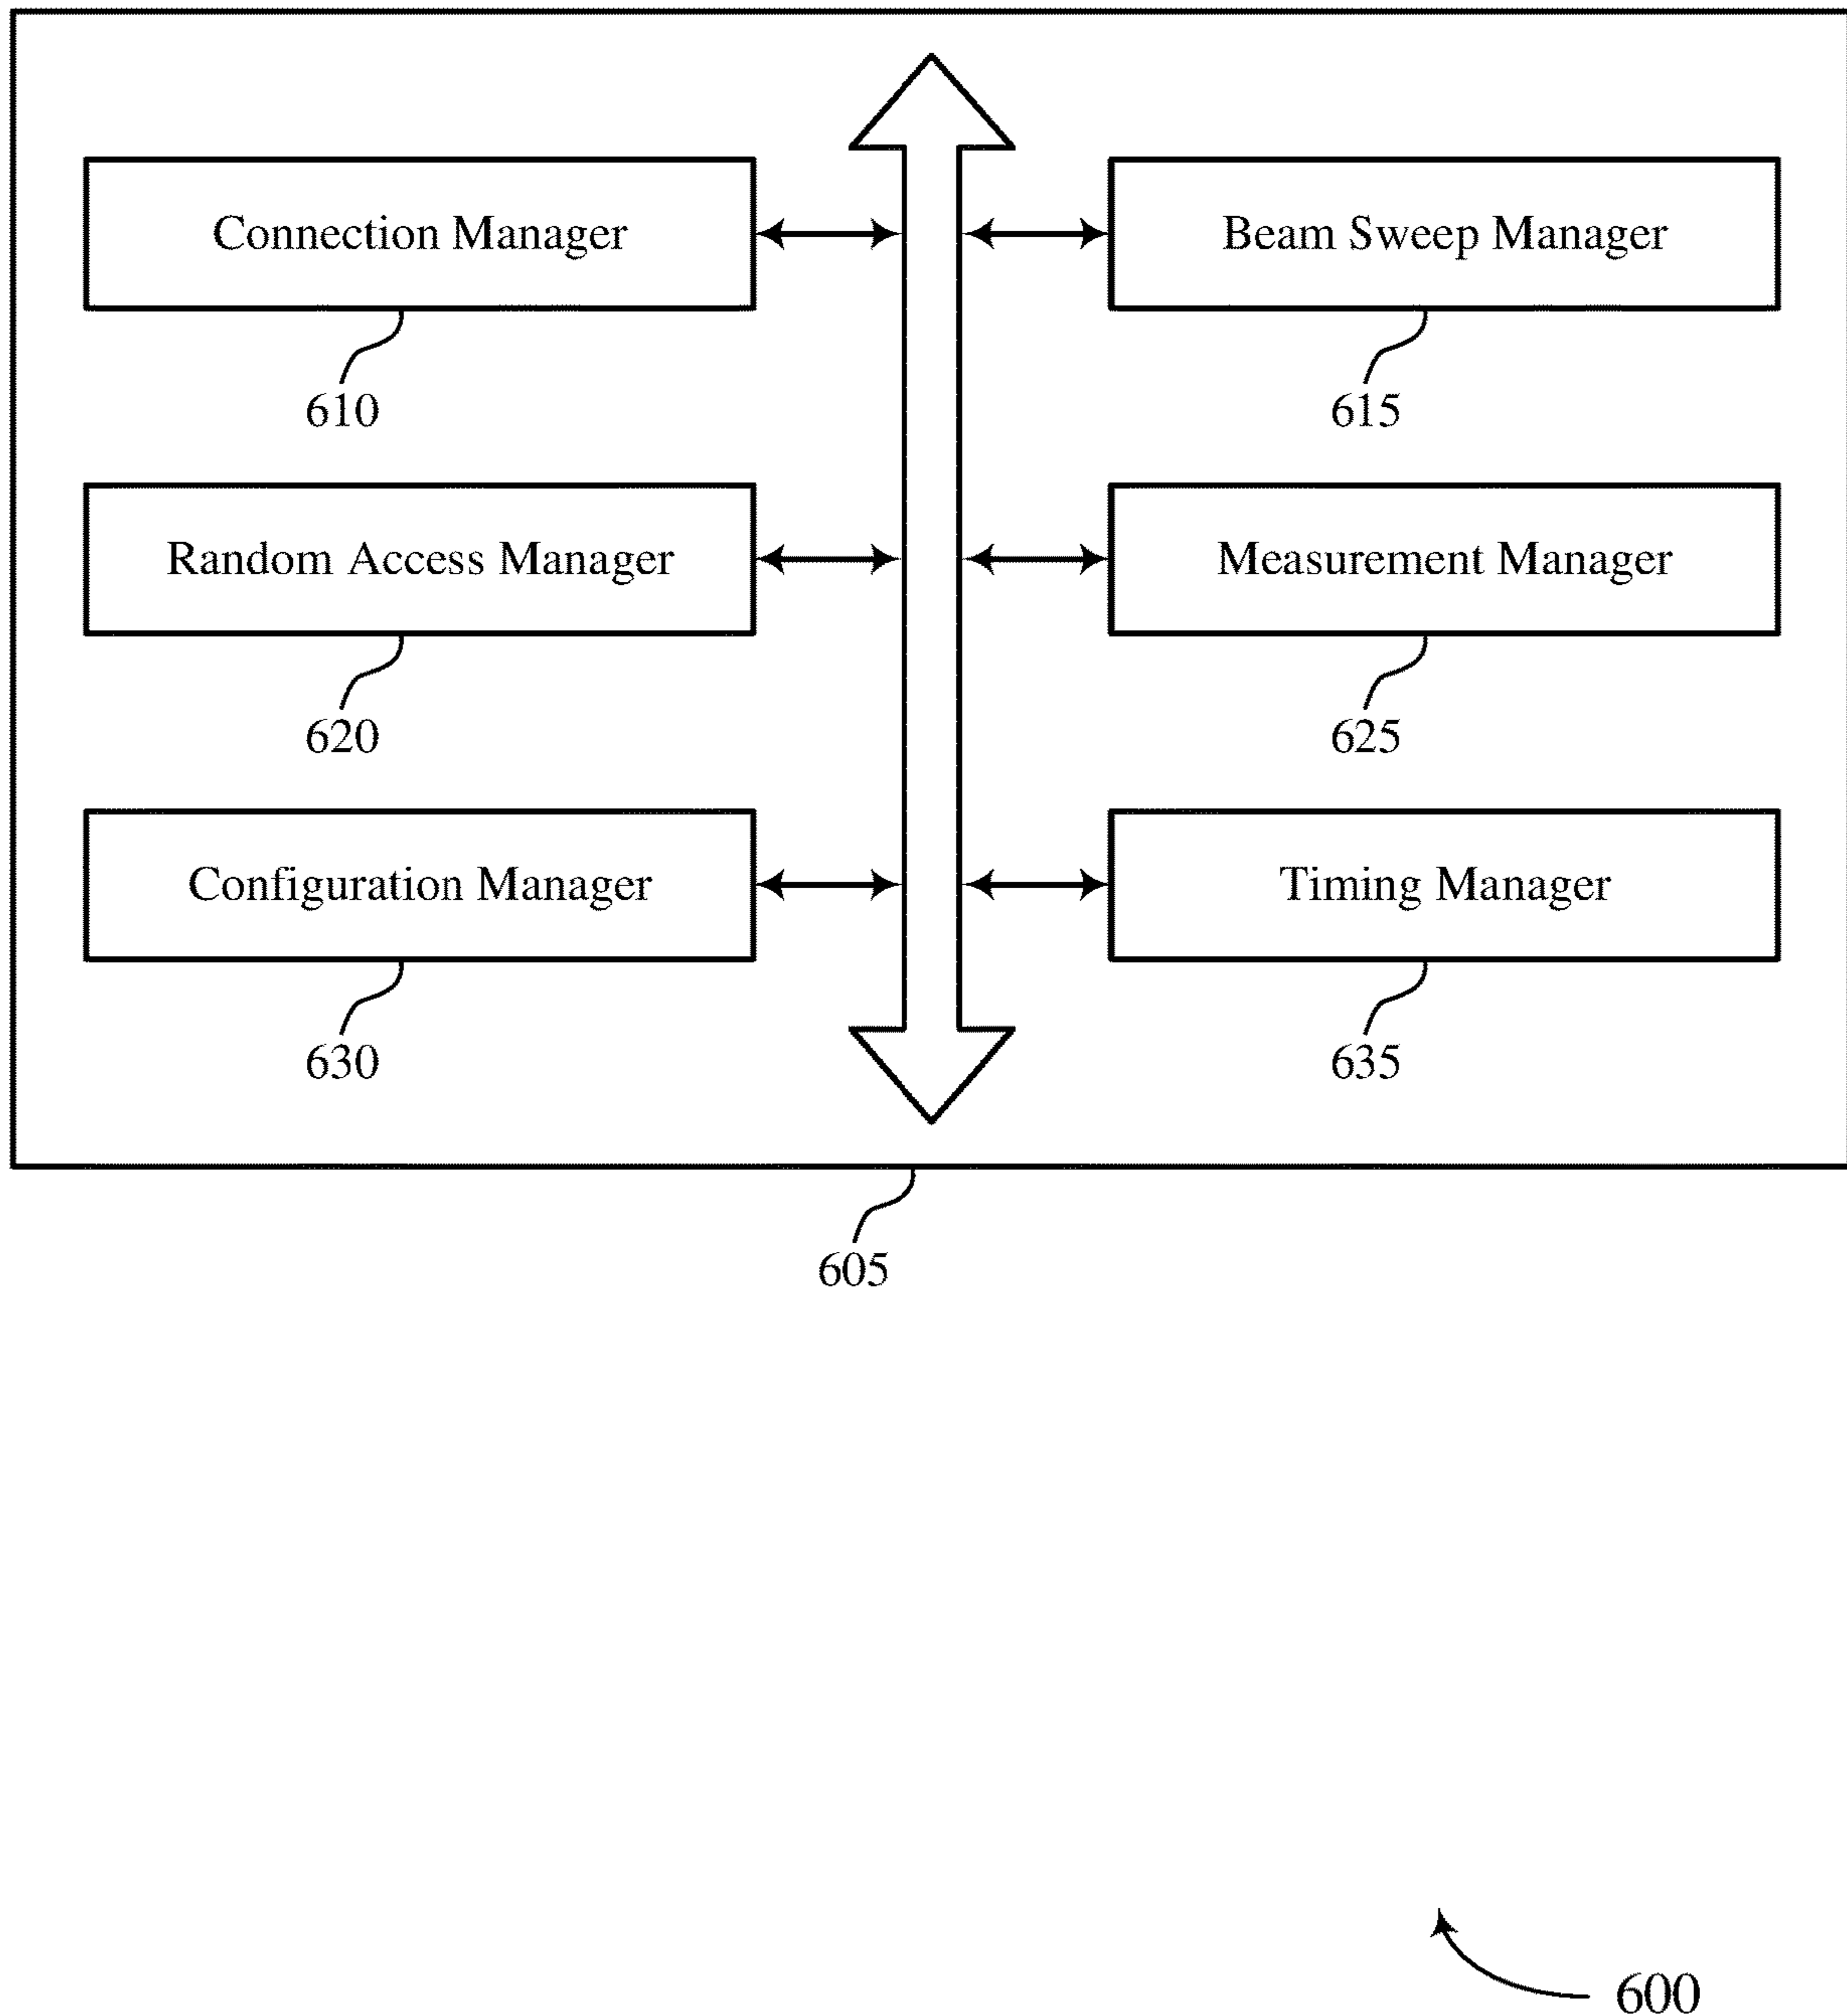 Connection Manager
Beam Sweep Manager
610
615
Random Access Manager
Measurement Manager
620
625
Configuration Manager
Timing Manager
630
635
605
600